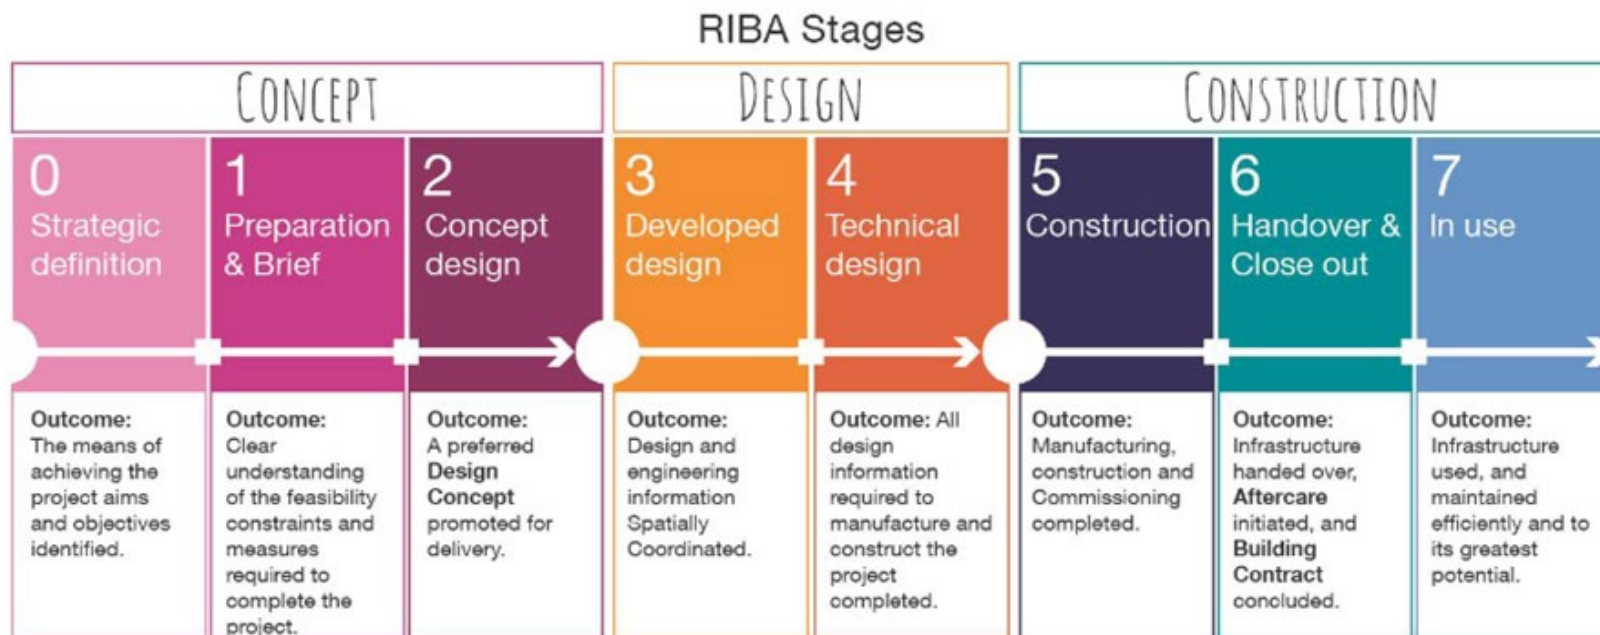 RIBA Stages
CONCEPT
DESIGN
CONSTRUCTION
0
Strategic
definition
1
Preparation
& Brief
2
Concept
design
3
Developed
design
4
Technical
design
5
Construction
6
Handover &
Close out
7
In use
Outcome:
The means of
achieving the
project aims
and objectives
identified.
Outcome:
Clear
understanding
of the feasibility
constraints and
measures
required to
complete the
project.
Outcome:
A preferred
Design
Concept
promoted for
delivery.
Outcome:
Design and
engineering
information
Spatially
Coordinated.
Outcome: All
design
information
required to
manufacture and
construct the
project
completed.
Outcome:
Manufacturing,
construction and
Commissioning
completed.
Outcome:
Infrastructure
handed over,
Aftercare
initiated, and
Building
Contract
concluded.
Outcome:
Infrastructure
used, and
maintained
efficiently and to
its greatest
potential.